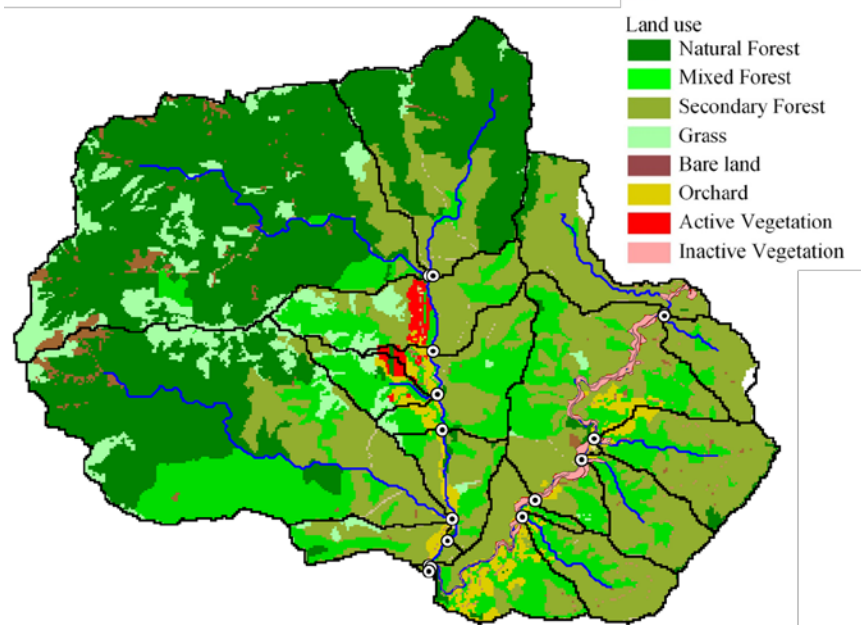 Land use
Natural Forest
Mixed Forest
Secondary Forest
Grass
Bare land
Orchard
Active Vegetation
Inactive Vegetation